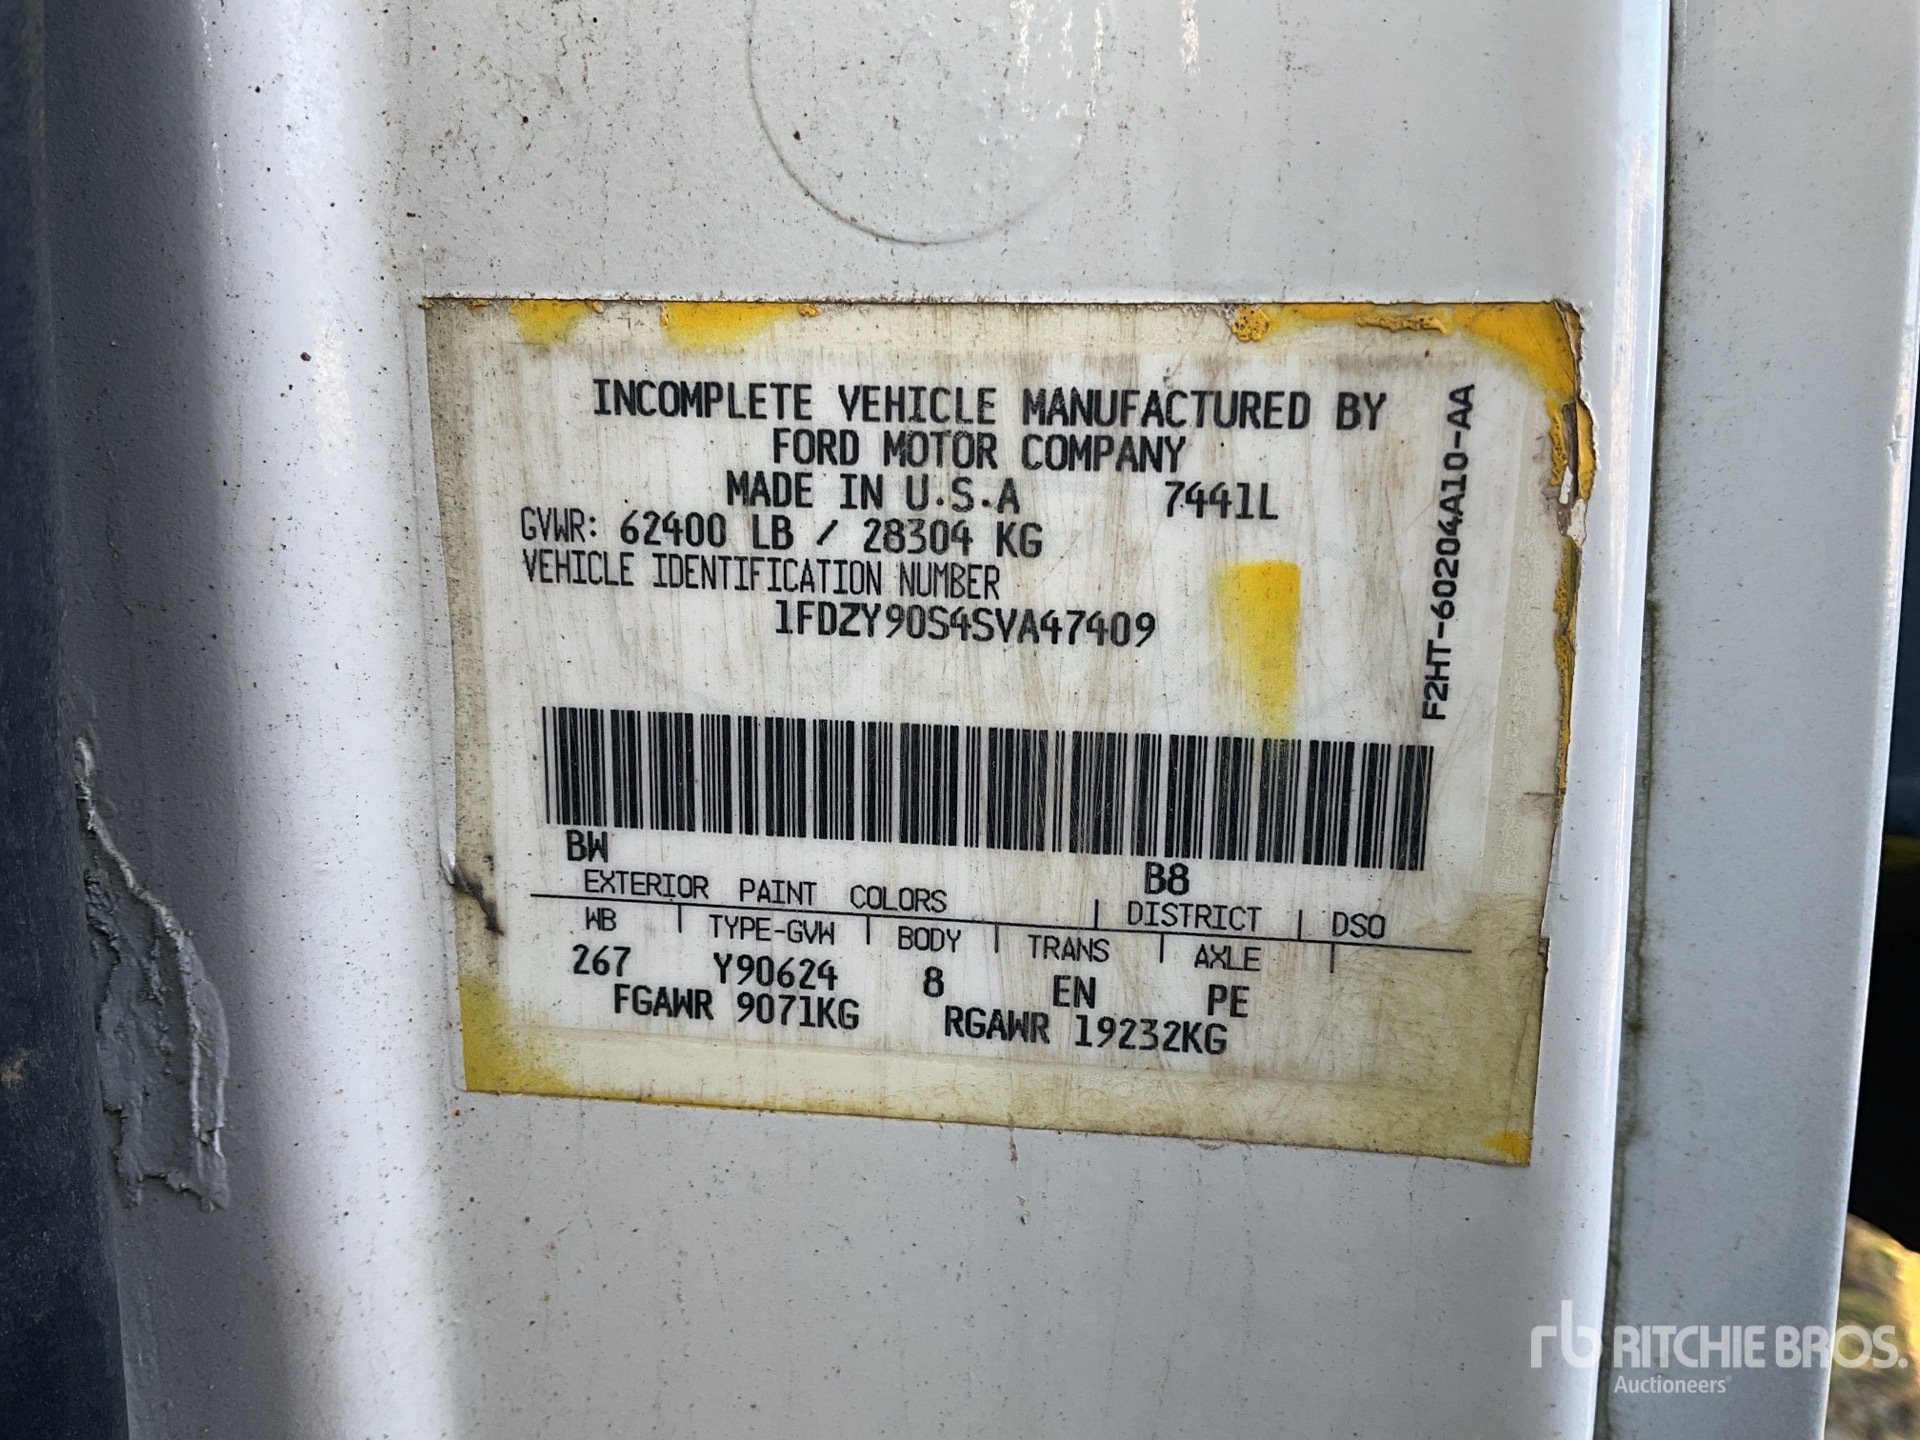 INCOMPLETE VEHICLE MANUFACTURED BY
FORD MOTOR COMPANY
MADE IN U.S.A 7441L
GVWR: 62400 LB / 28304 KG
VEHICLE IDENTIFICATION NUMBER
1FDZY90S4SVA47409
F2HT-60204A10-AA
BW B8
EXTERIOR PAINT COLORS | DISTRICT | DSO
WB | TYPE-GVW | BODY | TRANS | AXLE |
267 Y90624 8 EN PE
FGAWR 9071KG RGAWR 19232KG
rb RITCHIE BROS.
Auctioneers